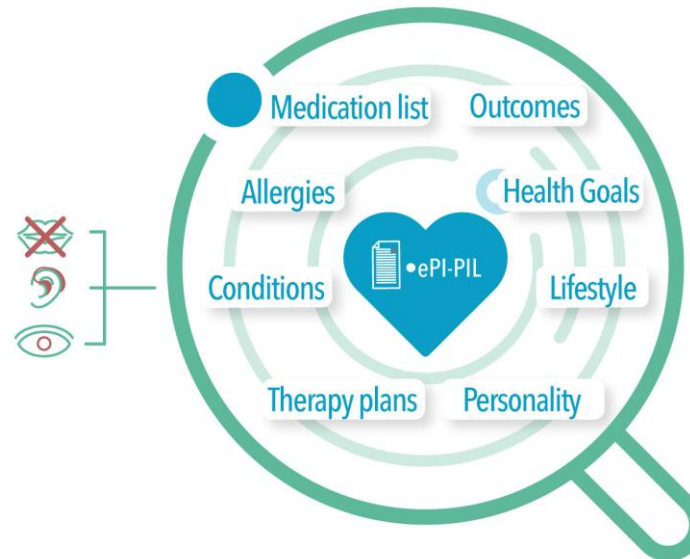 Medication list
Outcomes
Allergies
Health Goals
•ePI-PIL
Conditions
Lifestyle
Therapy plans
Personality